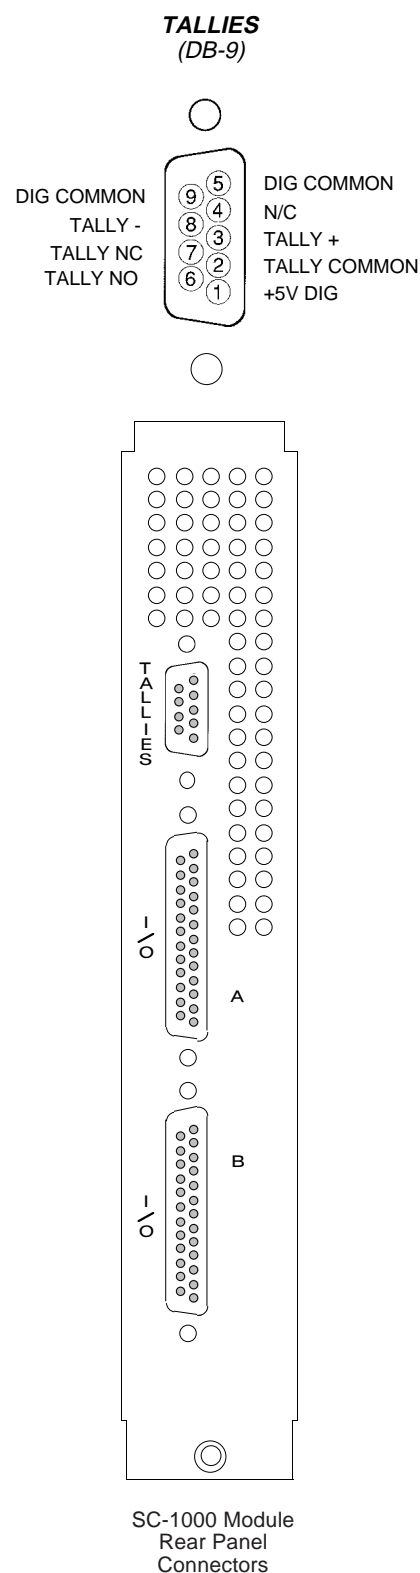 TALLIES
(DB-9)
DIG COMMON
TALLY -
TALLY NC
TALLY NO
9
8
7
6
5
4
3
2
1
DIG COMMON
N/C
TALLY +
TALLY COMMON
+5V DIG
TALLIES
I/O
A
I/O
B
SC-1000 Module
Rear Panel
Connectors